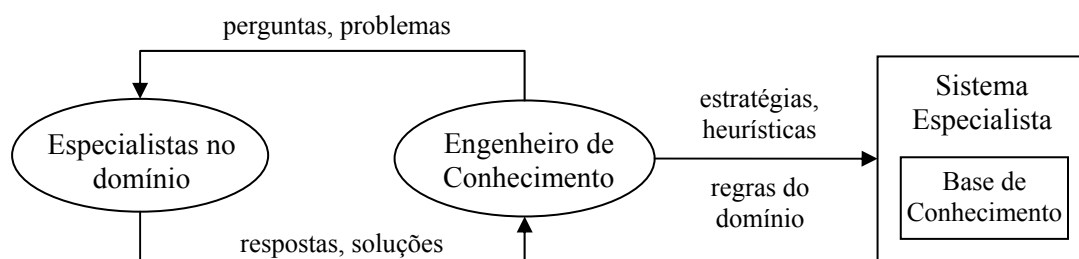 perguntas, problemas
Especialistas no
domínio
Engenheiro de
Conhecimento
respostas, soluções
estratégias,
heurísticas
regras do
domínio
Sistema
Especialista
Base de
Conhecimento